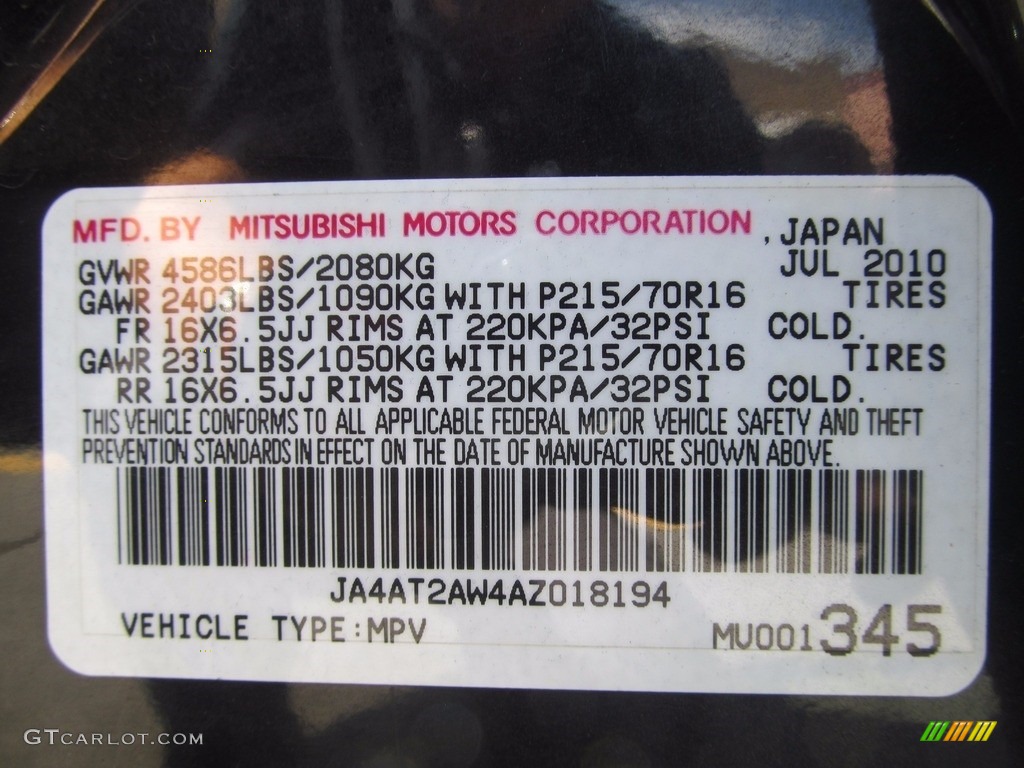 MFD. BY MITSUBISHI MOTORS CORPORATION , JAPAN
GVWR 4586LBS/2080KG JUL 2010
GAWR 2403LBS/1090KG WITH P215/70R16 TIRES
FR 16X6.5JJ RIMS AT 220KPA/32PSI COLD.
GAWR 2315LBS/1050KG WITH P215/70R16 TIRES
RR 16X6.5JJ RIMS AT 220KPA/32PSI COLD.
THIS VEHICLE CONFORMS TO ALL APPLICABLE FEDERAL MOTOR VEHICLE SAFETY AND THEFT
PREVENTION STANDARDS IN EFFECT ON THE DATE OF MANUFACTURE SHOWN ABOVE.
JA4AT2AW4AZ018194
VEHICLE TYPE:MPV MU001345
GTCARLOT.COM